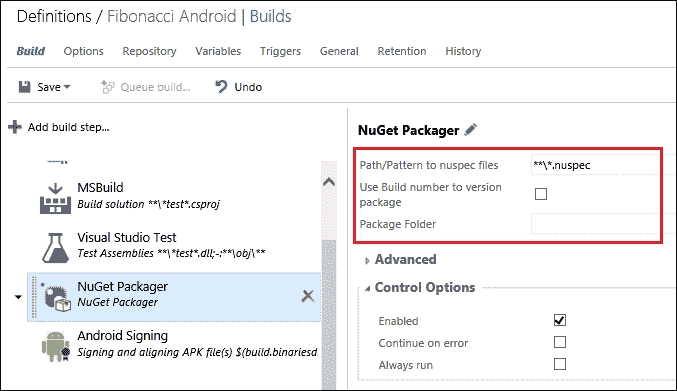 Definitions / Fibonacci Android | Builds
Build Options Repository Variables Triggers General Retention History
Save Queue build... Undo
Add build step...
MSBuild
Build solution **\*test*.csproj
Visual Studio Test
Test Assemblies **\*test*.dll;-:**\obj\**
NuGet Packager
NuGet Packager
Android Signing
Signing and aligning APK file(s) $(build.binariesd
NuGet Packager
Path/Pattern to nuspec files **\*.nuspec
Use Build number to version
package
Package Folder
Advanced
Control Options
Enabled
Continue on error
Always run